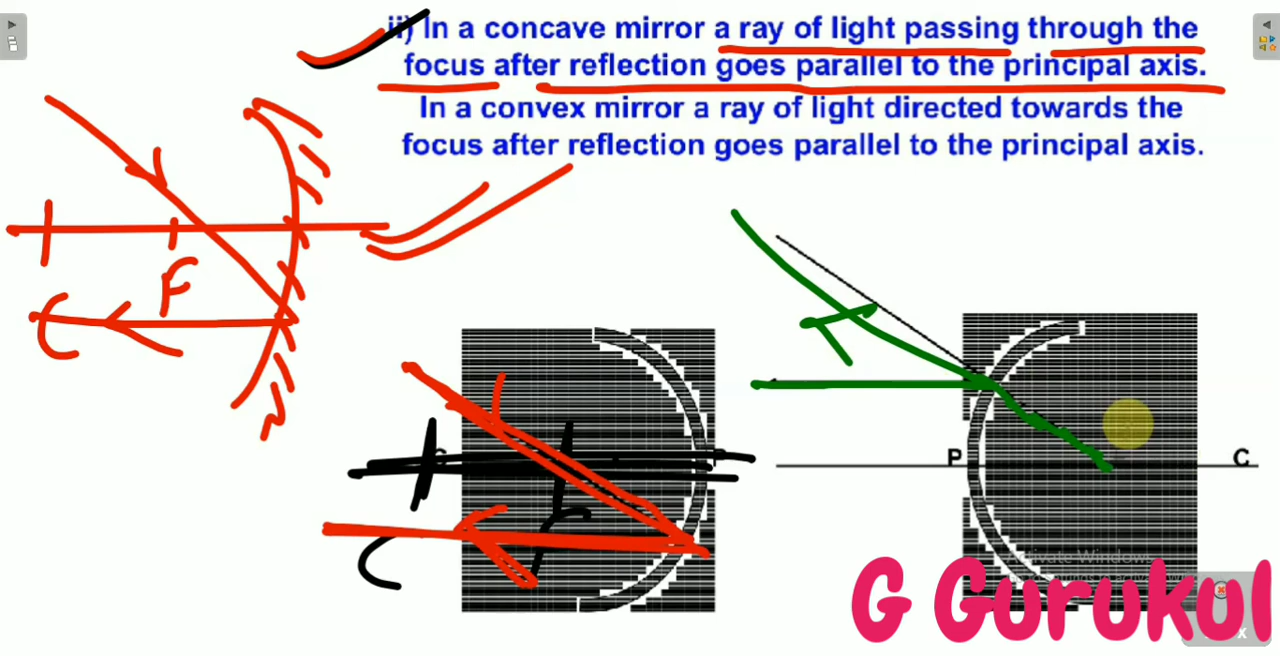 ii) In a concave mirror a ray of light passing through the
focus after reflection goes parallel to the principal axis.
In a convex mirror a ray of light directed towards the
focus after reflection goes parallel to the principal axis.
F
C
C
P
F
C
P
C
Activate Windows
G Gurukul
x